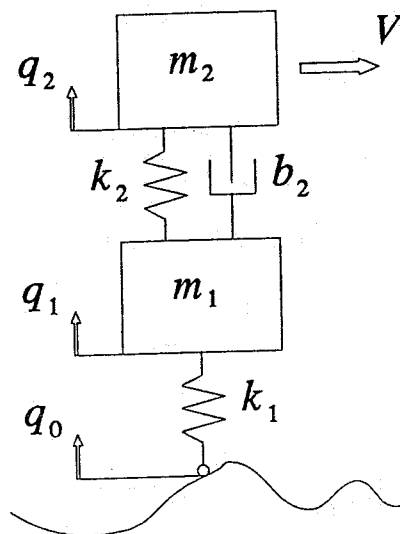 V
q₂
m₂
k₂
b₂
q₁
m₁
q₀
k₁